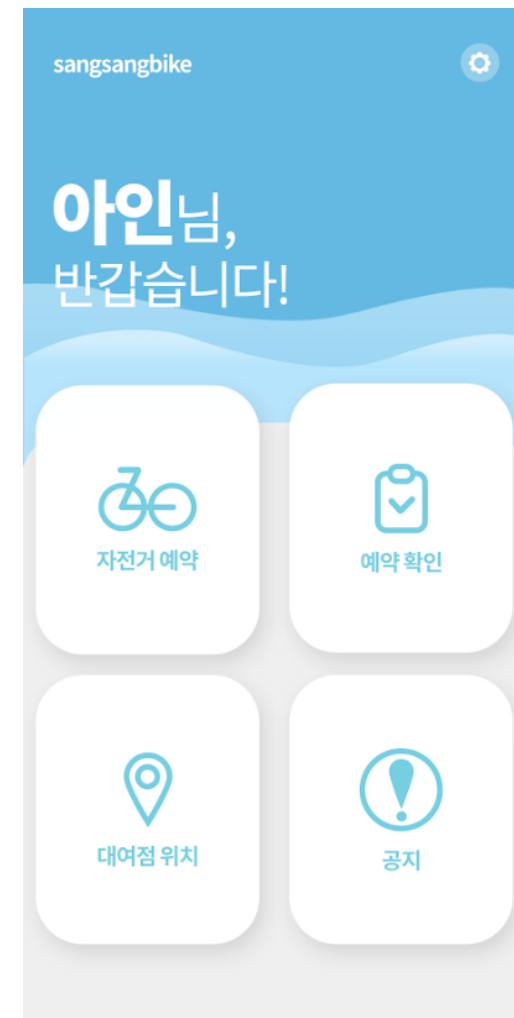 sangsangbike
아인님,
반갑습니다!
자전거 예약
예약 확인
대여점 위치
공지